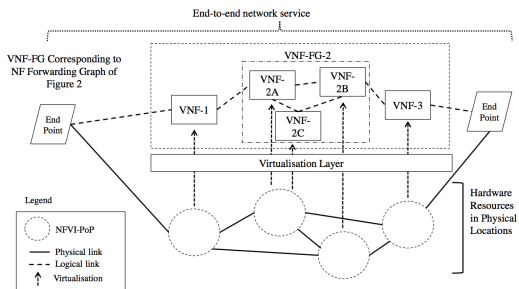 End-to-end network service
VNF-FG Corresponding to
NF Forwarding Graph of
Figure 2
VNF-FG-2
VNF-
2A
VNF-
2B
VNF-1
VNF-3
VNF-
2C
End
Point
End
Point
Virtualisation Layer
Hardware
Resources
in Physical
Locations
Legend
NFVI-PoP
Physical link
Logical link
Virtualisation